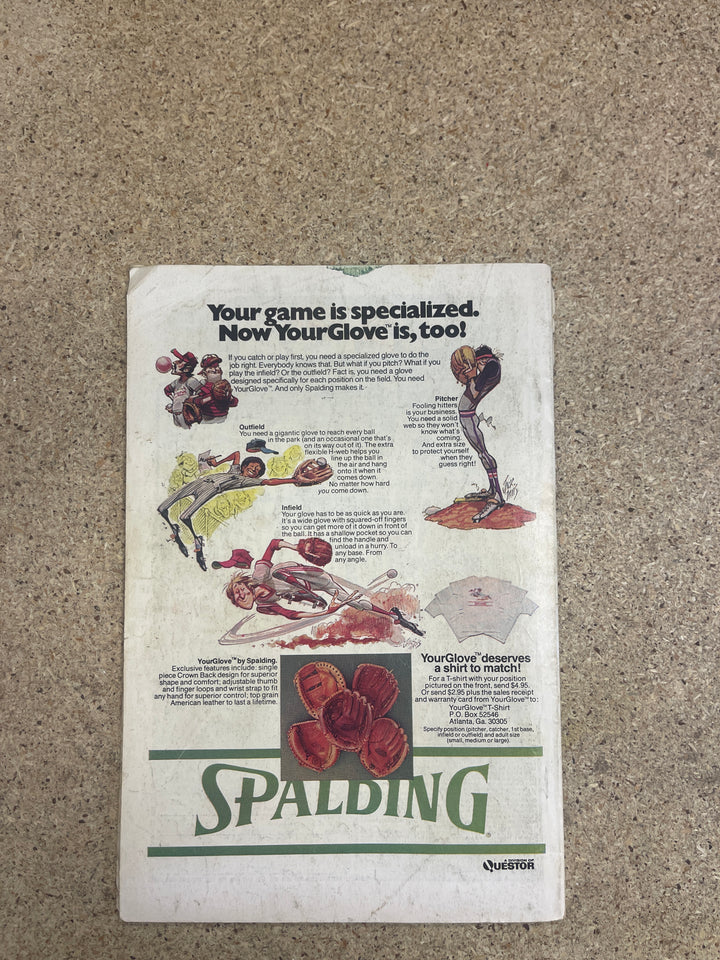 Your game is specialized.
Now YourGlove™ is, too!
If you catch or play first, you need a specialized glove to do the
job right. Everybody knows that. But what if you pitch? What if you
play the infield? Or the outfield? Fact is, you need a glove
designed specifically for each position on the field. You need
YourGlove™. And only Spalding makes it.
Pitcher
Fooling hitters
is your business.
You need a solid
web so they won't
know what's
coming.
And extra size
to protect yourself
when they
guess right!
Outfield
You need a gigantic glove to reach every ball
in the park (and an occasional one that's
on its way out of it). The extra
flexible H-web helps you
line up the ball in
the air and hang
onto it when it
comes down.
No matter how hard
you come down.
Infield
Your glove has to be as quick as you are.
It's a wide glove with squared-off fingers
so you can get more of it down in front of
the ball. It has a shallow pocket so you can
find the handle and
unload in a hurry. To
any base. From
any angle.
YourGlove™ by Spalding.
Exclusive features include: single
piece Crown Back design for superior
shape and comfort; adjustable thumb
and finger loops and wrist strap to fit
any hand for superior control; top grain
American leather to last a lifetime.
YourGlove™ deserves
a shirt to match!
For a T-shirt with your position
pictured on the front, send $4.95.
Or send $2.95 plus the sales receipt
and warranty card from YourGlove™ to:
YourGlove™ T-Shirt
P.O. Box 52546
Atlanta, Ga. 30305
Specify position (pitcher, catcher, 1st base,
infield or outfield) and adult size
(small, medium or large).
SPALDING®
A DIVISION OF
QUESTOR